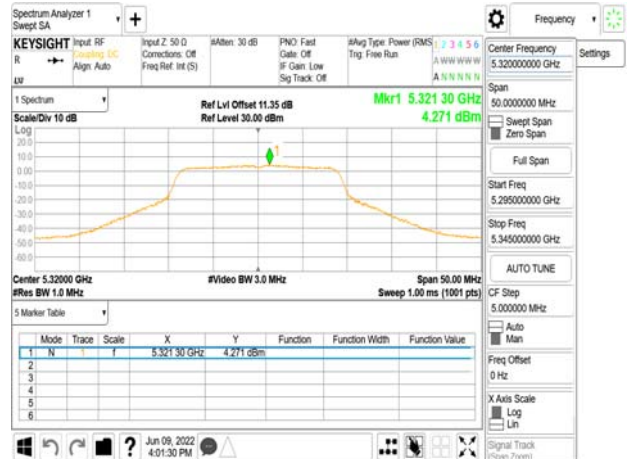 Spectrum Analyzer 1
Swept SA
+
Frequency
KEYSIGHT
Input: RF
Coupling: DC
Align: Auto
Input Z: 50 Ω
Corrections: Off
Freq Ref: Int (S)
#Atten: 30 dB
PNO: Fast
Gate: Off
IF Gain: Low
Sig Track: Off
#Avg Type: Power (RMS
Trig: Free Run
1 2 3 4 5 6
A W W W W W
A N N N N N
R
LXI
Center Frequency
5.320000000 GHz
Settings
Span
50.0000000 MHz
Swept Span
Zero Span
Full Span
Start Freq
5.295000000 GHz
Stop Freq
5.345000000 GHz
AUTO TUNE
CF Step
5.000000 MHz
Auto
Man
Freq Offset
0 Hz
X Axis Scale
Log
Lin
Signal Track
(Span Zoom)
1 Spectrum
Scale/Div 10 dB
Ref Lvl Offset 11.35 dB
Ref Level 30.00 dBm
Mkr1 5.321 30 GHz
4.271 dBm
Log
20.0
10.0
0.00
-10.0
-20.0
-30.0
-40.0
-50.0
-60.0
1
Center 5.32000 GHz
#Video BW 3.0 MHz
Span 50.00 MHz
#Res BW 1.0 MHz
Sweep 1.00 ms (1001 pts)
5 Marker Table
Mode Trace Scale X Y Function Function Width Function Value
1 N 1 f 5.321 30 GHz 4.271 dBm
2
3
4
5
6
?
Jun 09, 2022
4:01:30 PM